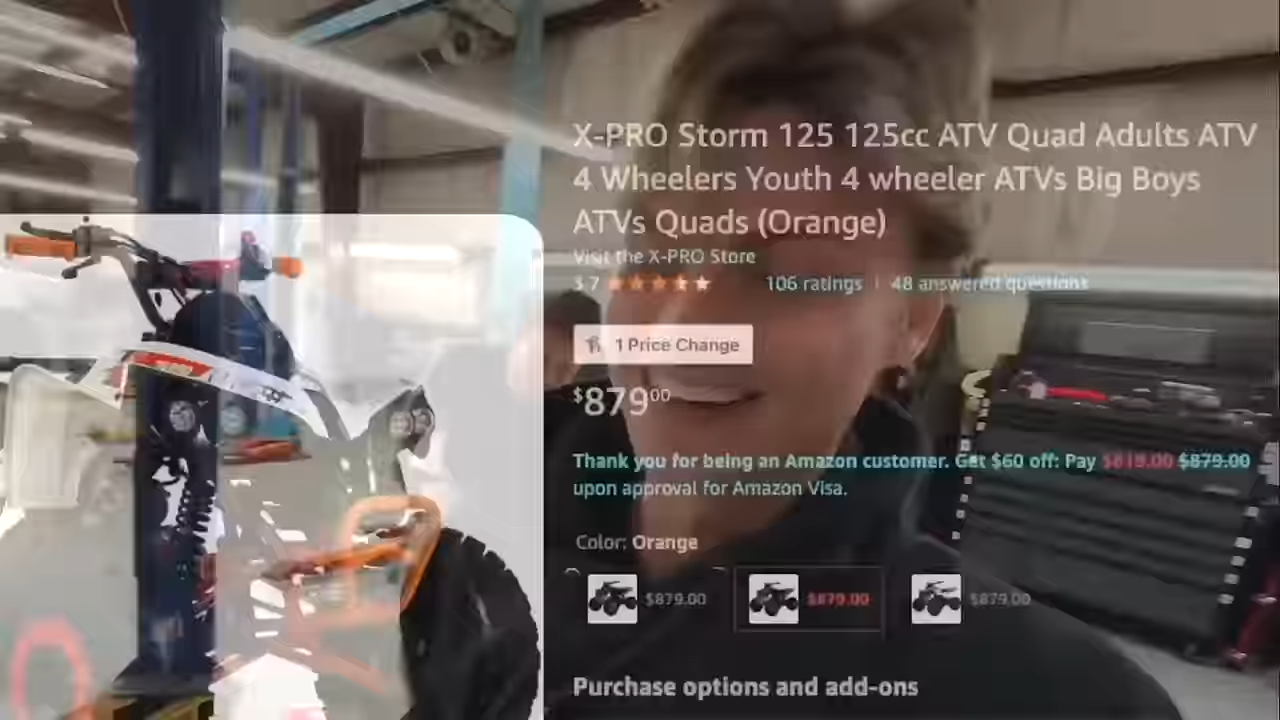 X-PRO Storm 125 125cc ATV Quad Adults ATV
4 Wheelers Youth 4 wheeler ATVs Big Boys
ATVs Quads (Orange)
Visit the X-PRO Store
3.7 106 ratings | 48 answered questions
1 Price Change
$879.00
Thank you for being an Amazon customer. Get $60 off: Pay $819.00 $879.00
upon approval for Amazon Visa.
Color: Orange
$879.00 $879.00 $879.00
Purchase options and add-ons